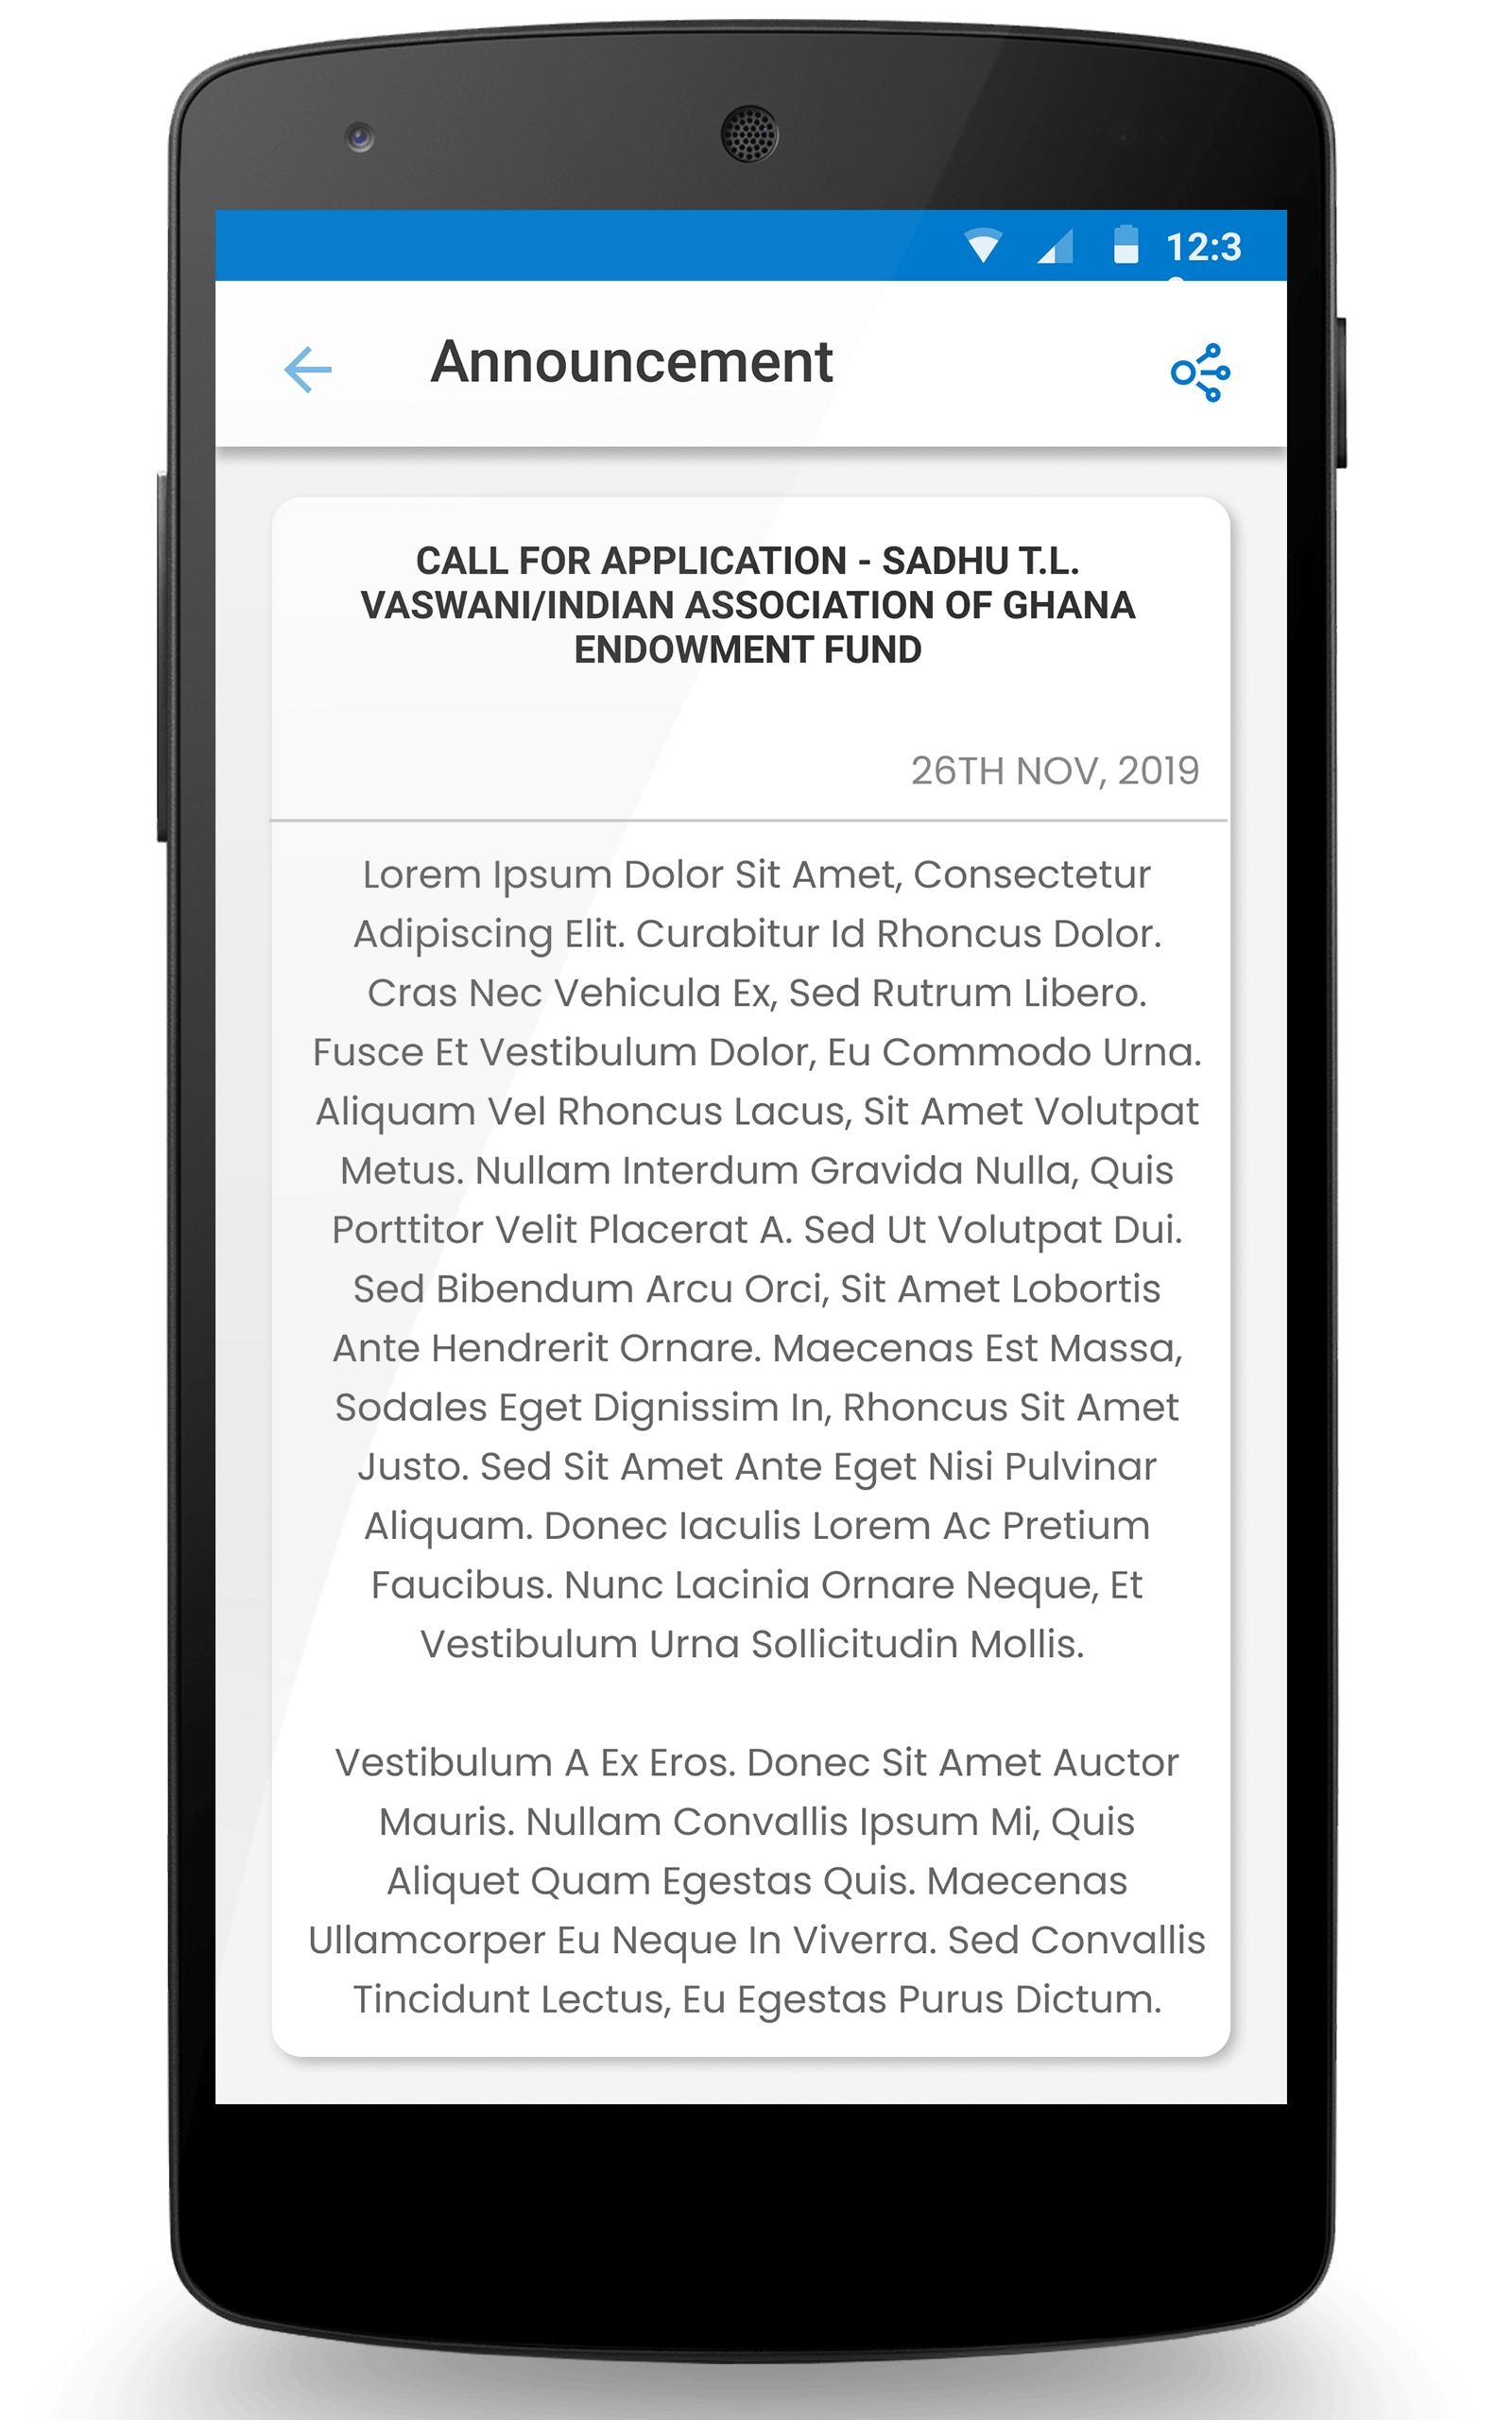 12:3
Announcement
CALL FOR APPLICATION - SADHU T.L.
VASWANI/INDIAN ASSOCIATION OF GHANA
ENDOWMENT FUND
26TH NOV, 2019
Lorem Ipsum Dolor Sit Amet, Consectetur
Adipiscing Elit. Curabitur Id Rhoncus Dolor.
Cras Nec Vehicula Ex, Sed Rutrum Libero.
Fusce Et Vestibulum Dolor, Eu Commodo Urna.
Aliquam Vel Rhoncus Lacus, Sit Amet Volutpat
Metus. Nullam Interdum Gravida Nulla, Quis
Porttitor Velit Placerat A. Sed Ut Volutpat Dui.
Sed Bibendum Arcu Orci, Sit Amet Lobortis
Ante Hendrerit Ornare. Maecenas Est Massa,
Sodales Eget Dignissim In, Rhoncus Sit Amet
Justo. Sed Sit Amet Ante Eget Nisi Pulvinar
Aliquam. Donec Iaculis Lorem Ac Pretium
Faucibus. Nunc Lacinia Ornare Neque, Et
Vestibulum Urna Sollicitudin Mollis.
Vestibulum A Ex Eros. Donec Sit Amet Auctor
Mauris. Nullam Convallis Ipsum Mi, Quis
Aliquet Quam Egestas Quis. Maecenas
Ullamcorper Eu Neque In Viverra. Sed Convallis
Tincidunt Lectus, Eu Egestas Purus Dictum.